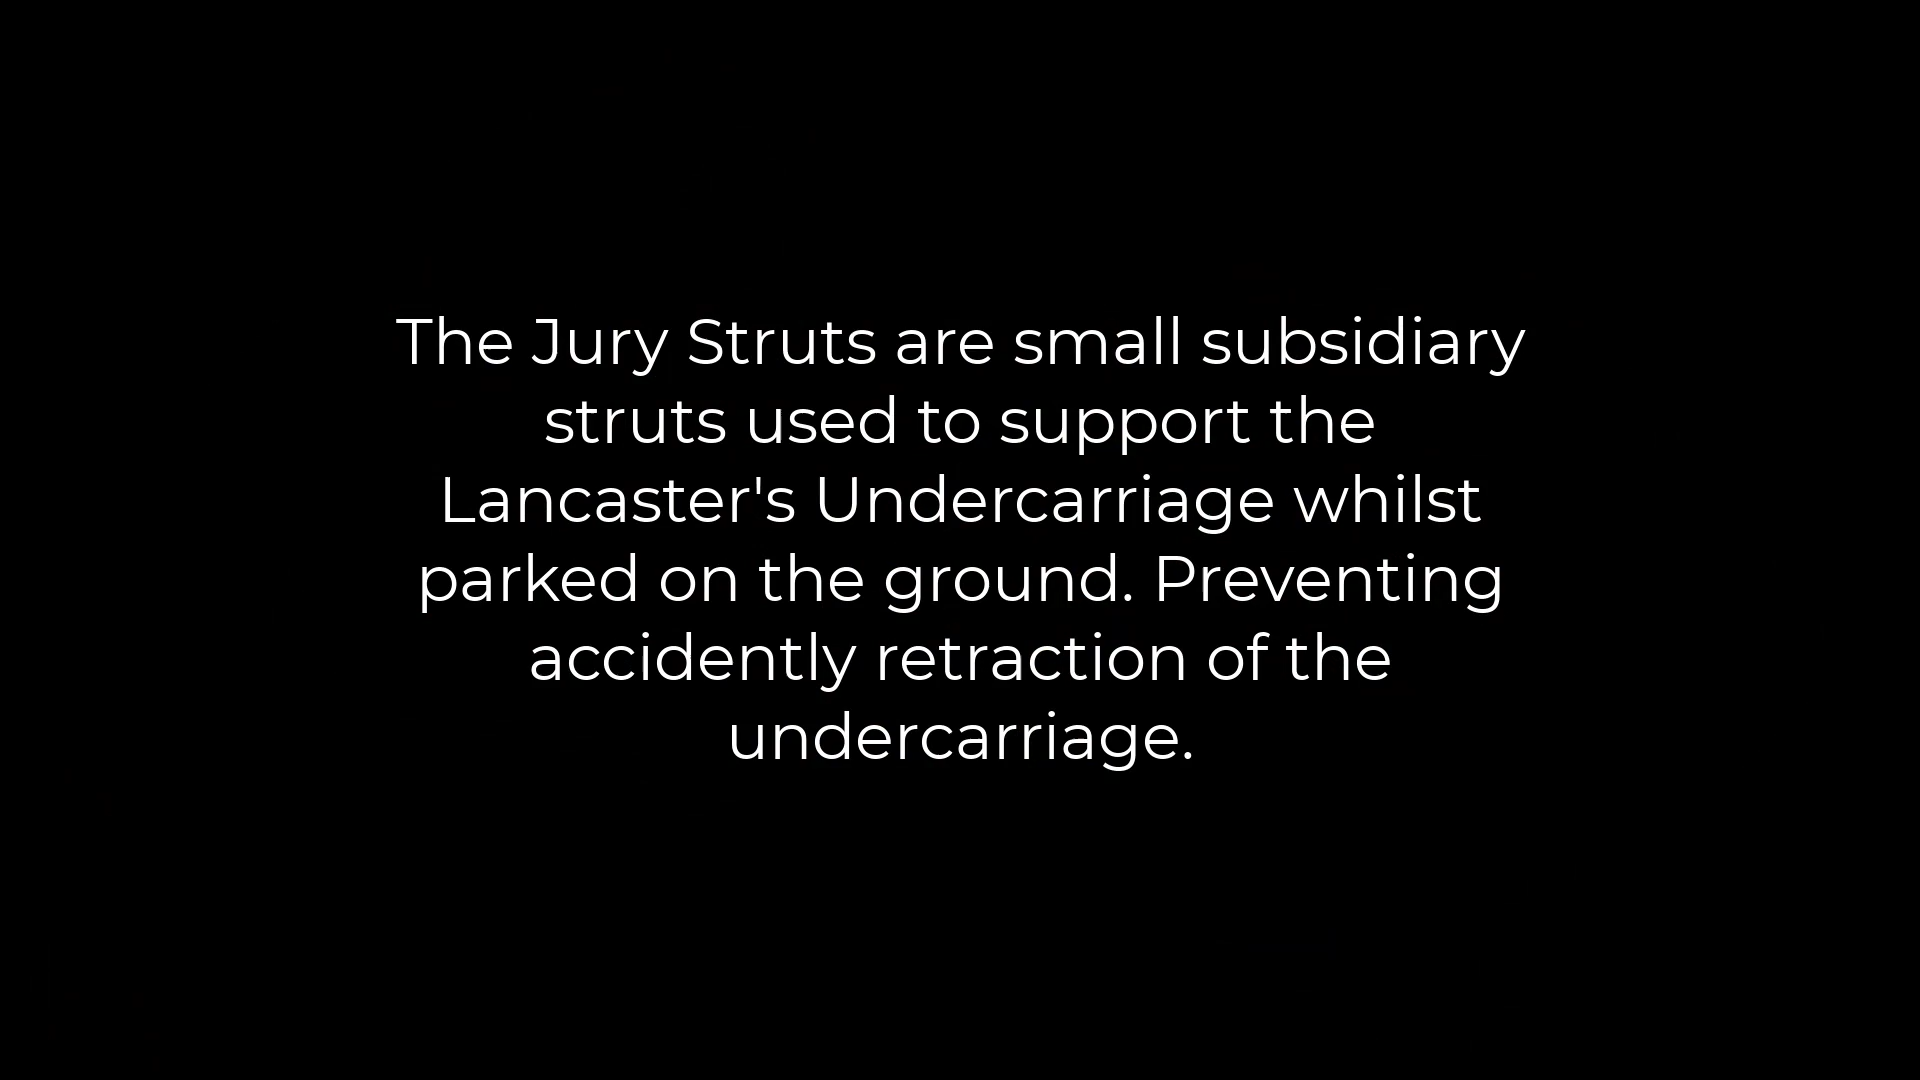 The Jury Struts are small subsidiary
struts used to support the
Lancaster's Undercarriage whilst
parked on the ground. Preventing
accidently retraction of the
undercarriage.